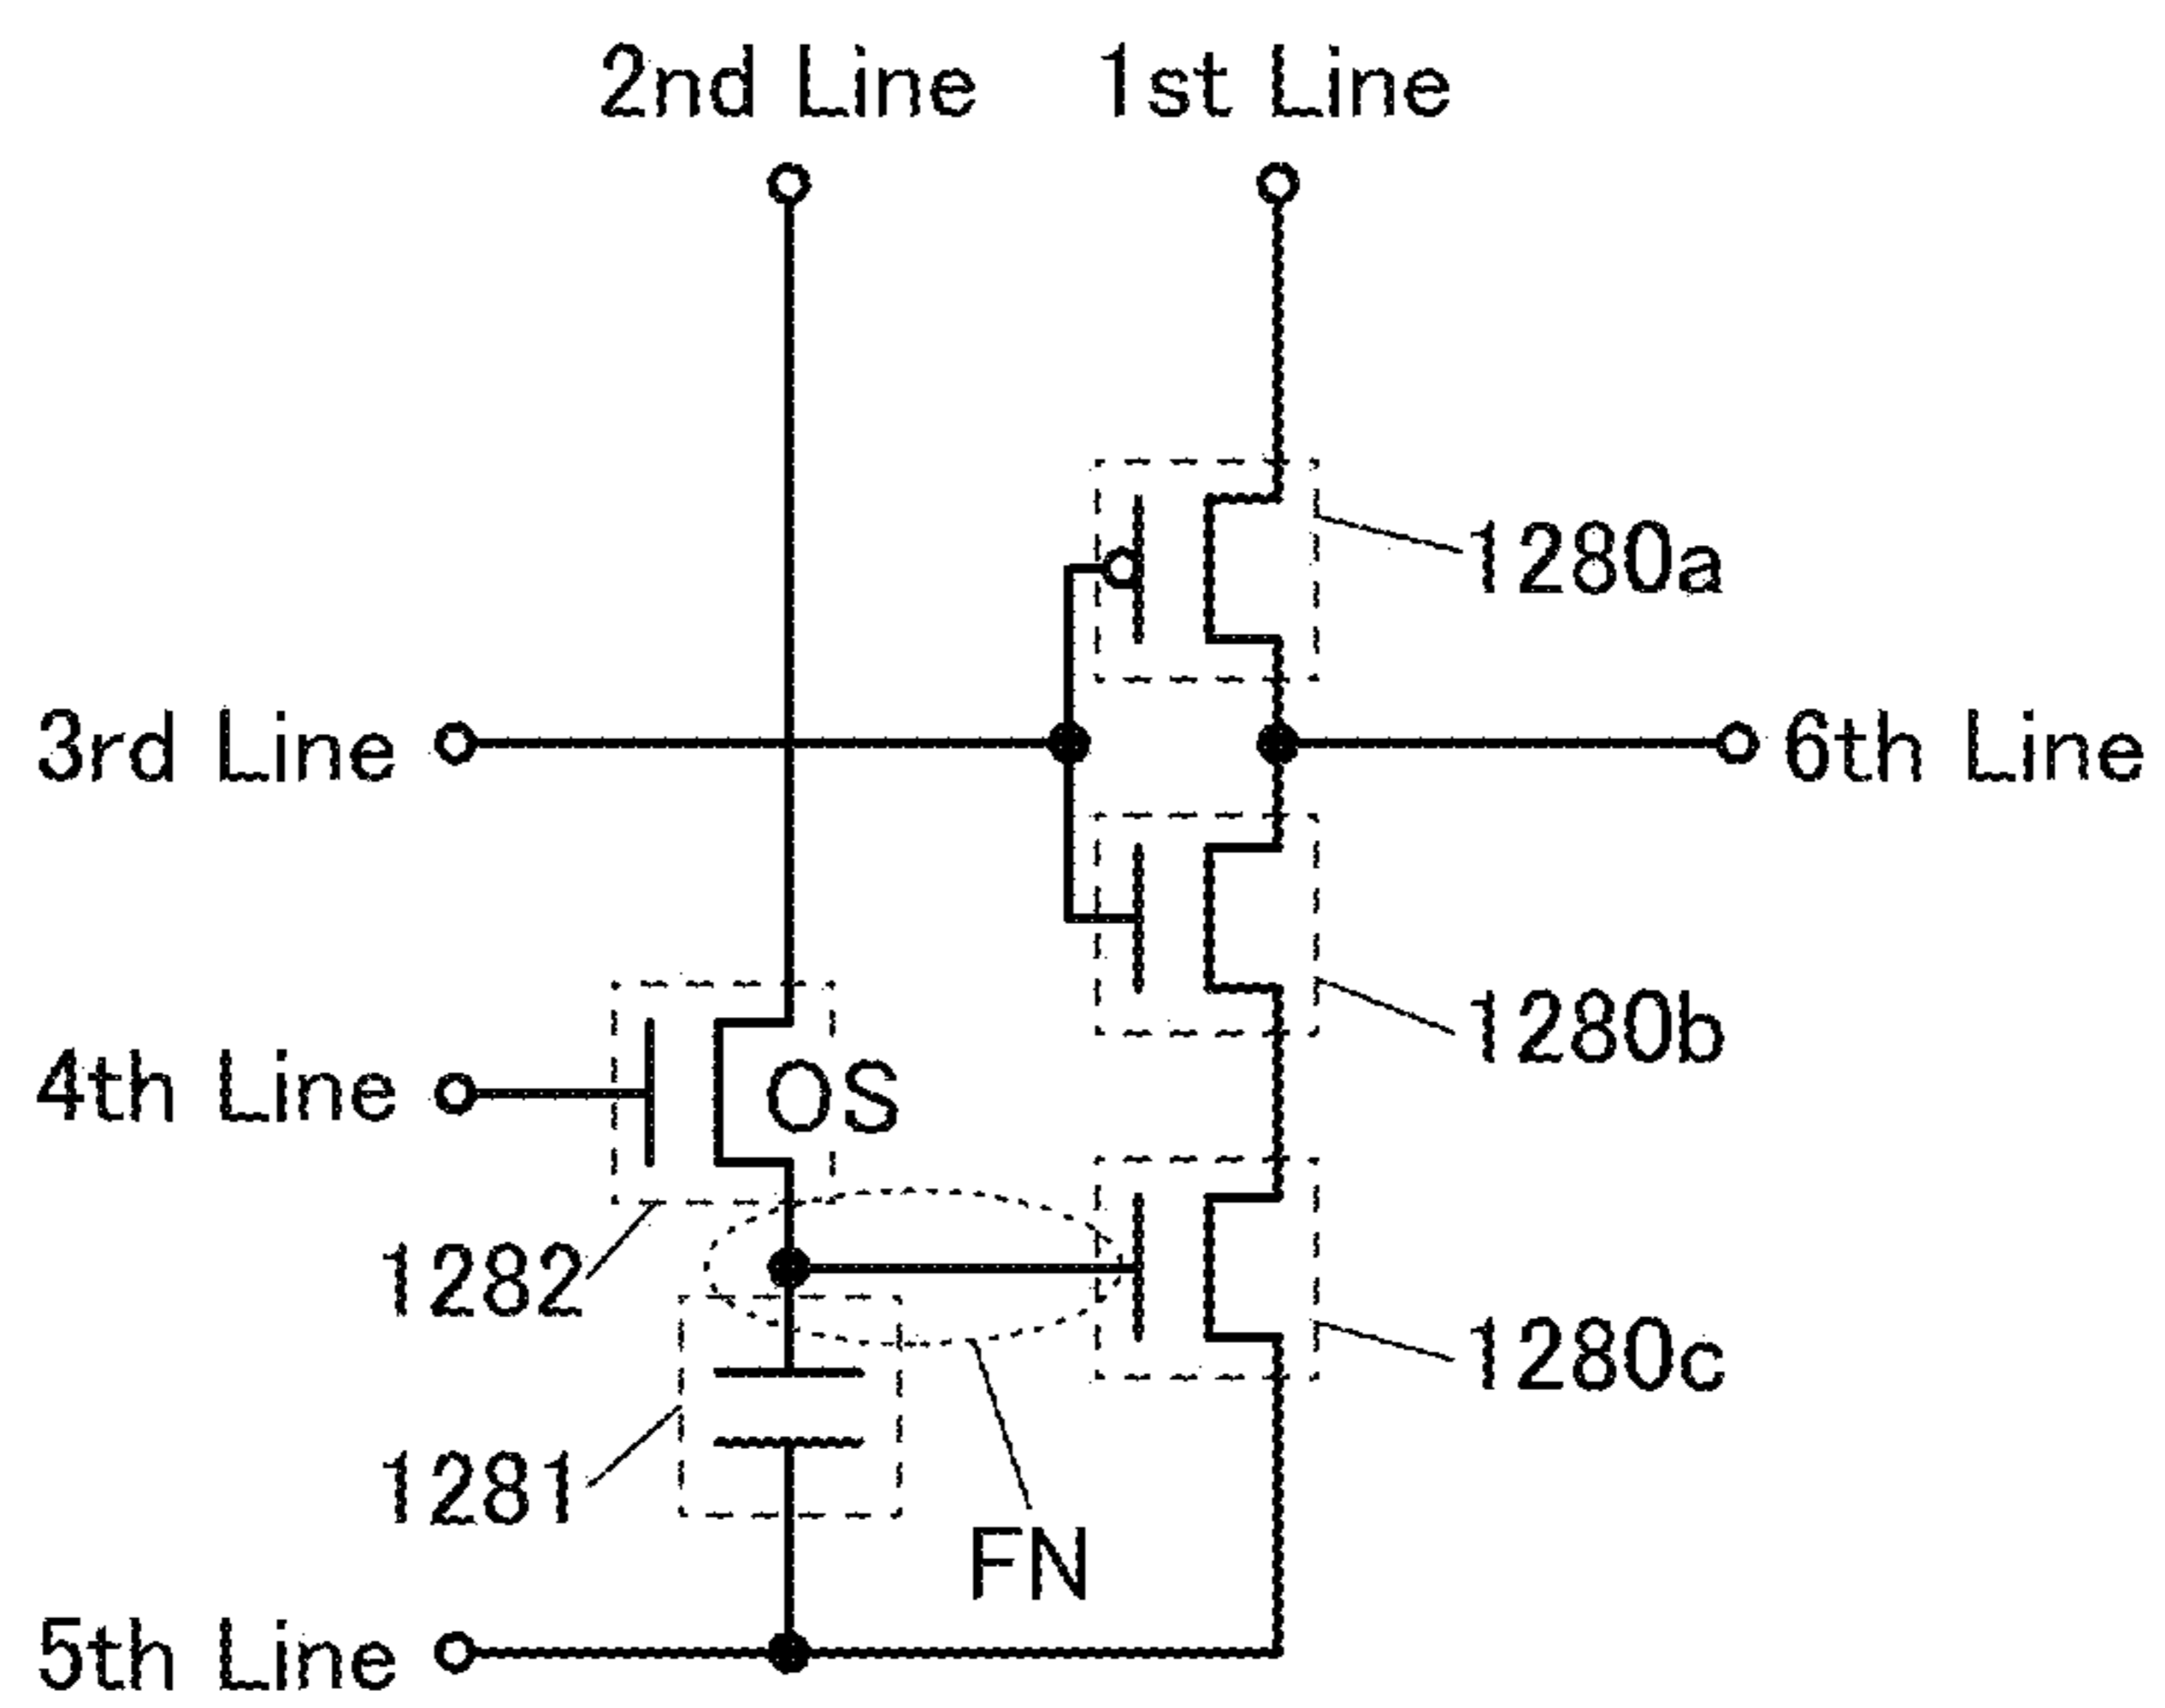 2nd Line 1st Line
1280a
3rd Line 6th Line
1280b
4th Line OS
1282
1280c
1281
FN
5th Line